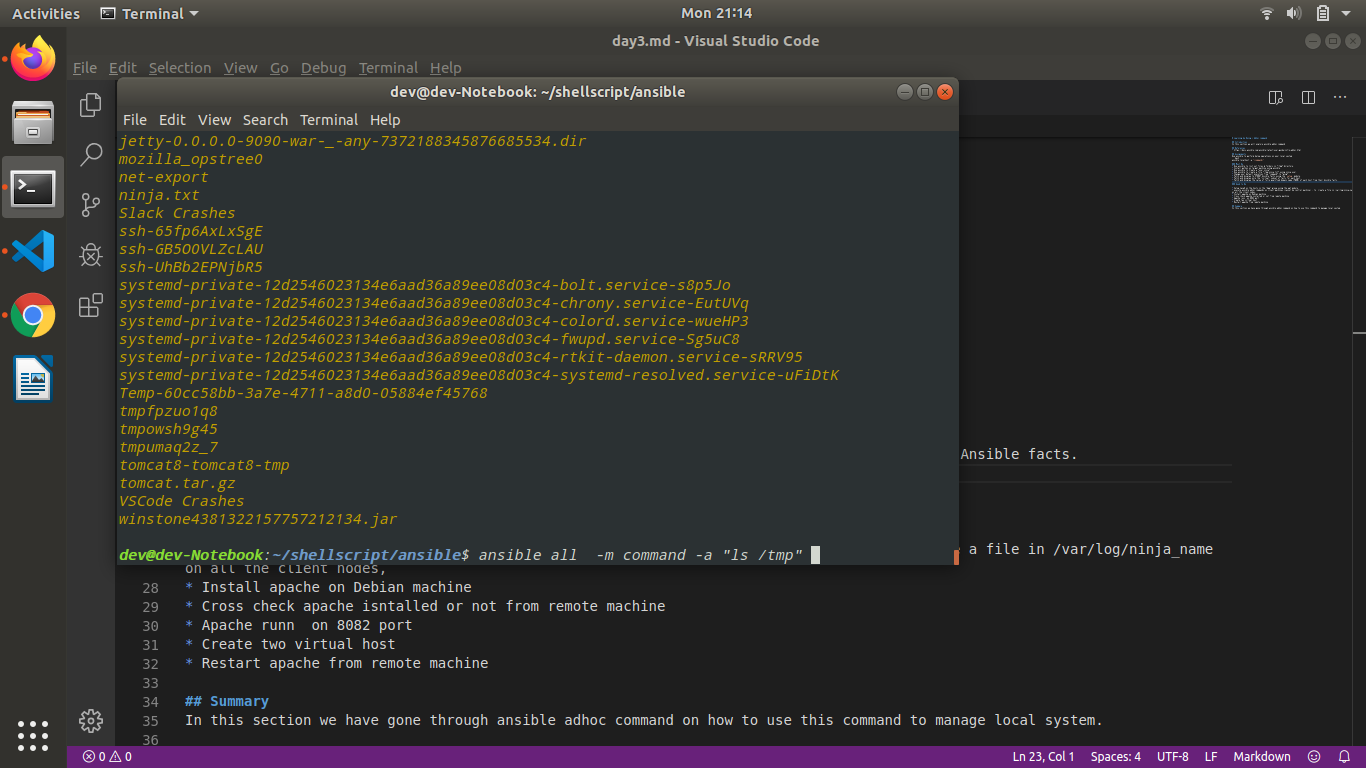 Activities
Terminal
Mon 21:14
day3.md - Visual Studio Code
File Edit Selection View Go Debug Terminal Help
dev@dev-Notebook: ~/shellscript/ansible
File Edit View Search Terminal Help
jetty-0.0.0.0-9090-war-_-any-7372188345876685534.dir
mozilla_opstree0
net-export
ninja.txt
Slack Crashes
ssh-65fp6AxLxSgE
ssh-GB5OOVLZcLAU
ssh-UhBb2EPNjbR5
systemd-private-12d2546023134e6aad36a89ee08d03c4-bolt.service-s8p5Jo
systemd-private-12d2546023134e6aad36a89ee08d03c4-chrony.service-EutUVq
systemd-private-12d2546023134e6aad36a89ee08d03c4-colord.service-wueHP3
systemd-private-12d2546023134e6aad36a89ee08d03c4-fwupd.service-Sg5uC8
systemd-private-12d2546023134e6aad36a89ee08d03c4-rtkit-daemon.service-sRRV95
systemd-private-12d2546023134e6aad36a89ee08d03c4-systemd-resolved.service-uFiDtK
Temp-60cc58bb-3a7e-4711-a8d0-05884ef45768
tmpfpzuo1q8
tmpowsh9g45
tmpumaq2z_7
tomcat8-tomcat8-tmp
tomcat.tar.gz
VSCode Crashes
winstone4381322157757212134.jar
dev@dev-Notebook:~/shellscript/ansible$ ansible all  -m command -a "ls /tmp"
Ansible facts.
a file in /var/log/ninja_name
on all the client nodes,
28 * Install apache on Debian machine
29 * Cross check apache isntalled or not from remote machine
30 * Apache runn  on 8082 port
31 * Create two virtual host
32 * Restart apache from remote machine
33
34 ## Summary
35 In this section we have gone through ansible adhoc command on how to use this command to manage local system.
36
0 0
Ln 23, Col 1 Spaces: 4 UTF-8 LF Markdown